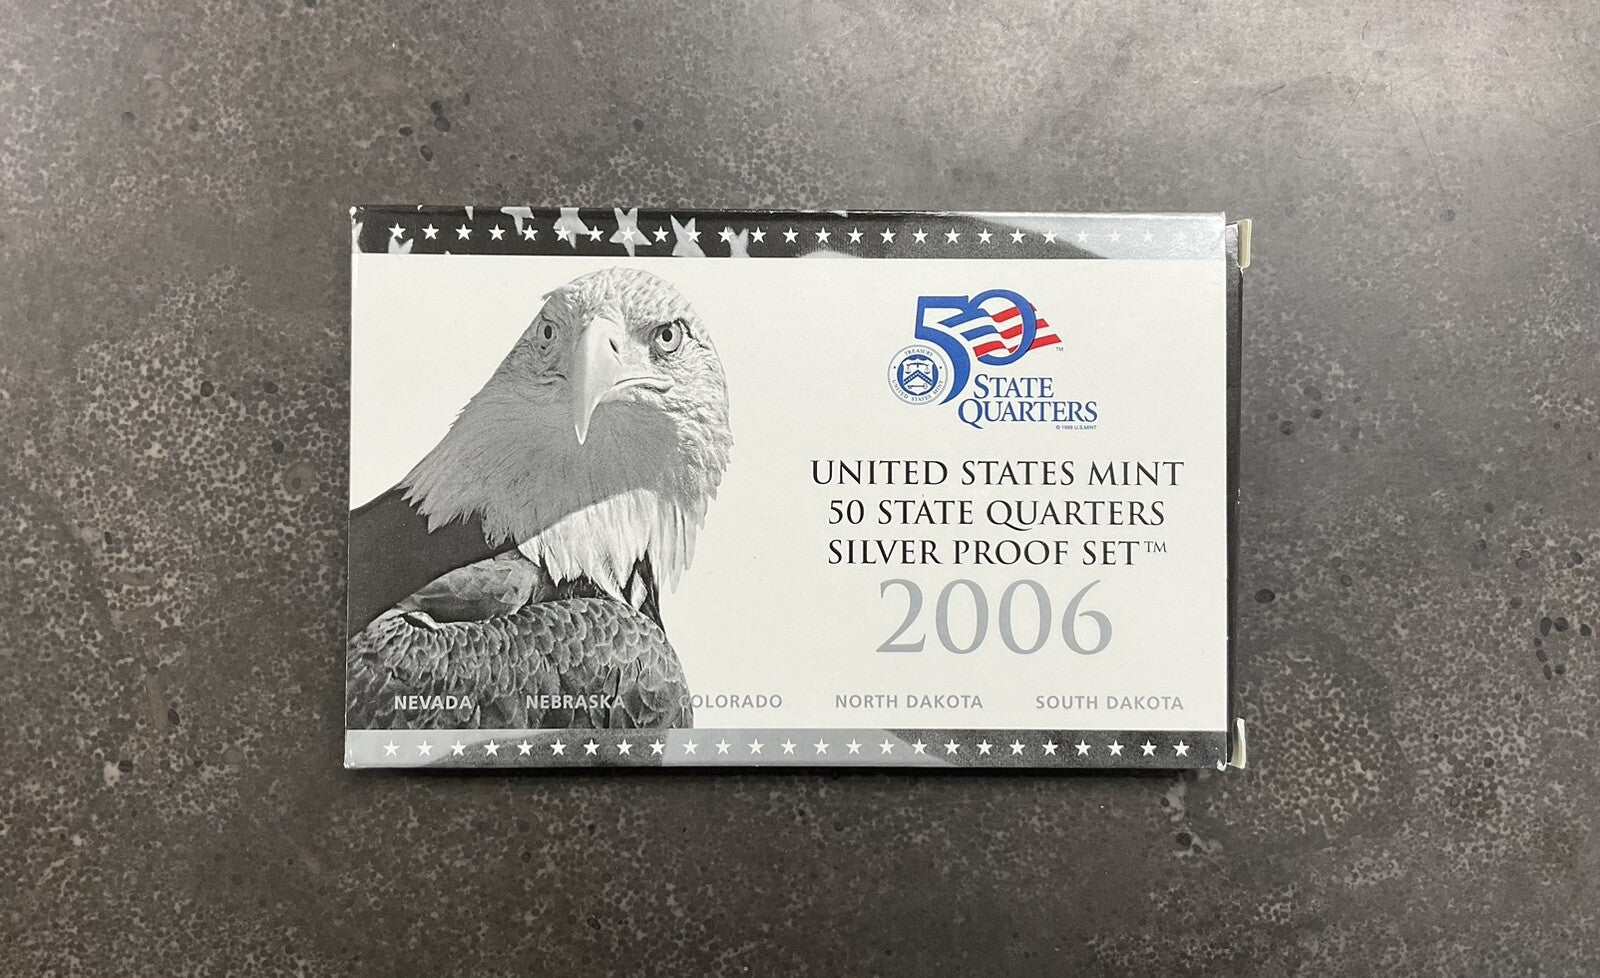 50
TM
TREASURY
UNITED STATES MINT
STATE
QUARTERS
© 1998 U.S.MINT
UNITED STATES MINT
50 STATE QUARTERS
SILVER PROOF SET™
2006
NEVADA NEBRASKA COLORADO NORTH DAKOTA SOUTH DAKOTA